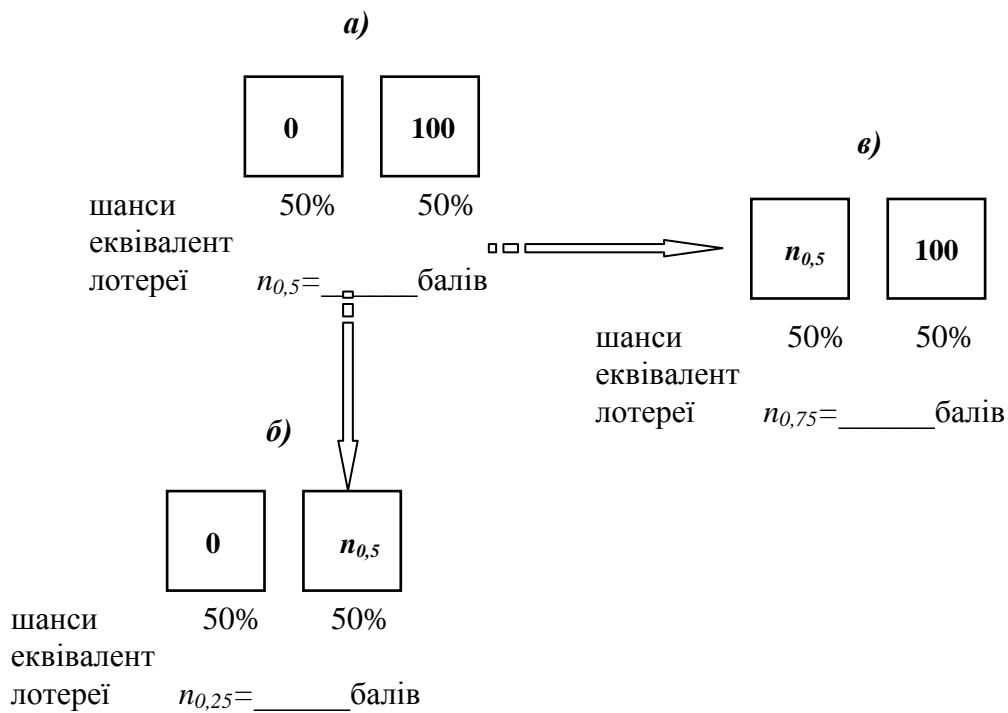 а)
0 100
шанси 50% 50%
еквівалент
лотереї n0,5=______балів
в)
n0,5 100
шанси 50% 50%
еквівалент
лотереї n0,75=______балів
б)
0 n0,5
шанси 50% 50%
еквівалент
лотереї n0,25=______балів